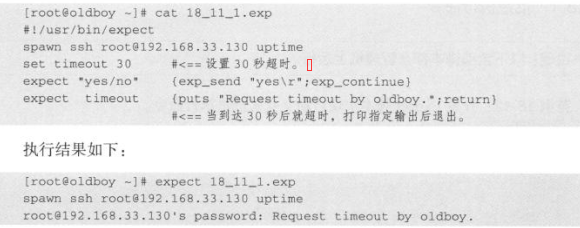 [root@oldboy ~]# cat 18_11_1.exp
#!/usr/bin/expect
spawn ssh root@192.168.33.130 uptime
set timeout 30 #<== 设置 30 秒超时。
expect "yes/no" {exp_send "yes\r";exp_continue}
expect timeout {puts "Request timeout by oldboy.";return}
#<== 当到达 30 秒后就超时，打印指定输出后退出。
执行结果如下：
[root@oldboy ~]# expect 18_11_1.exp
spawn ssh root@192.168.33.130 uptime
root@192.168.33.130's password: Request timeout by oldboy.